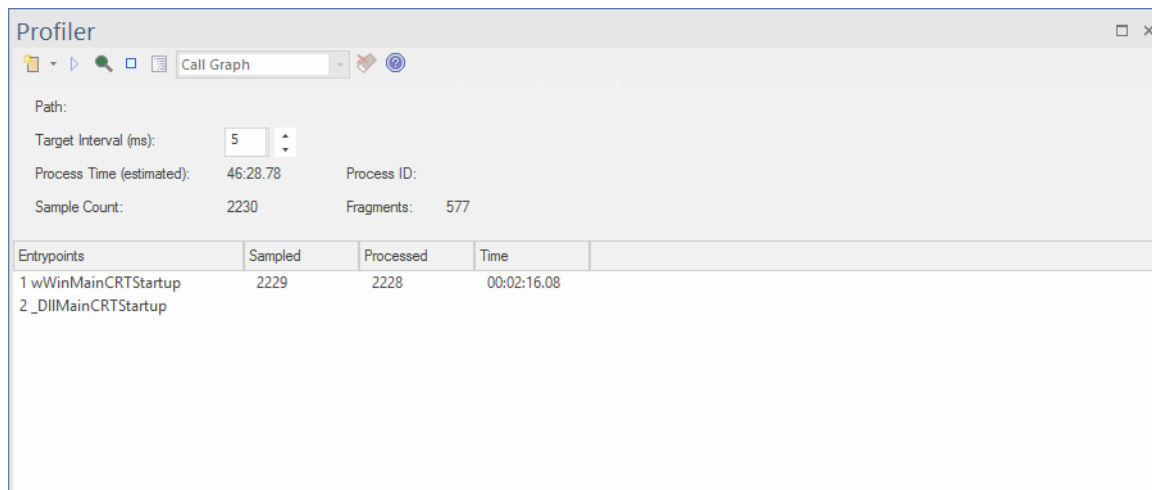 Profiler
Call Graph
Path:
Target Interval (ms): 5
Process Time (estimated): 46:28.78 Process ID:
Sample Count: 2230 Fragments: 577
Entrypoints Sampled Processed Time
1 wWinMainCRTStartup 2229 2228 00:02:16.08
2 _DllMainCRTStartup